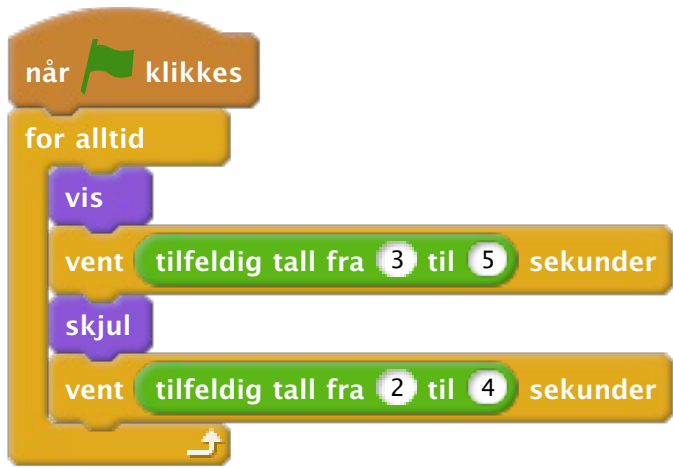 når klikkes
for alltid
vis
vent tilfeldig tall fra 3 til 5 sekunder
skjul
vent tilfeldig tall fra 2 til 4 sekunder